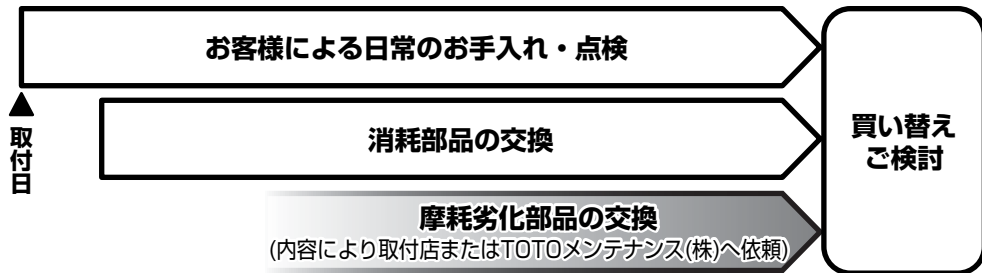 お客様による日常のお手入れ・点検
▲取付日
消耗部品の交換
摩耗劣化部品の交換
(内容により取付店またはTOTOメンテナンス(株)へ依頼)
買い替え
ご検討